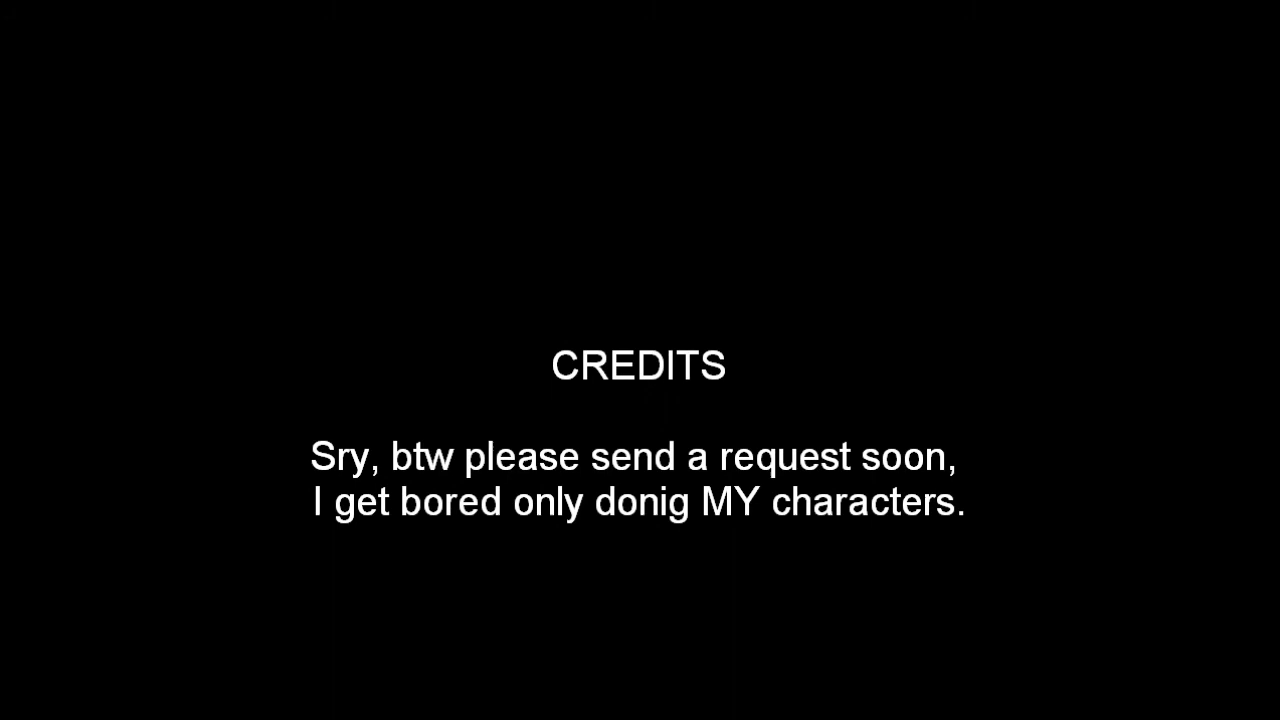 CREDITS
Sry, btw please send a request soon,
I get bored only donig MY characters.